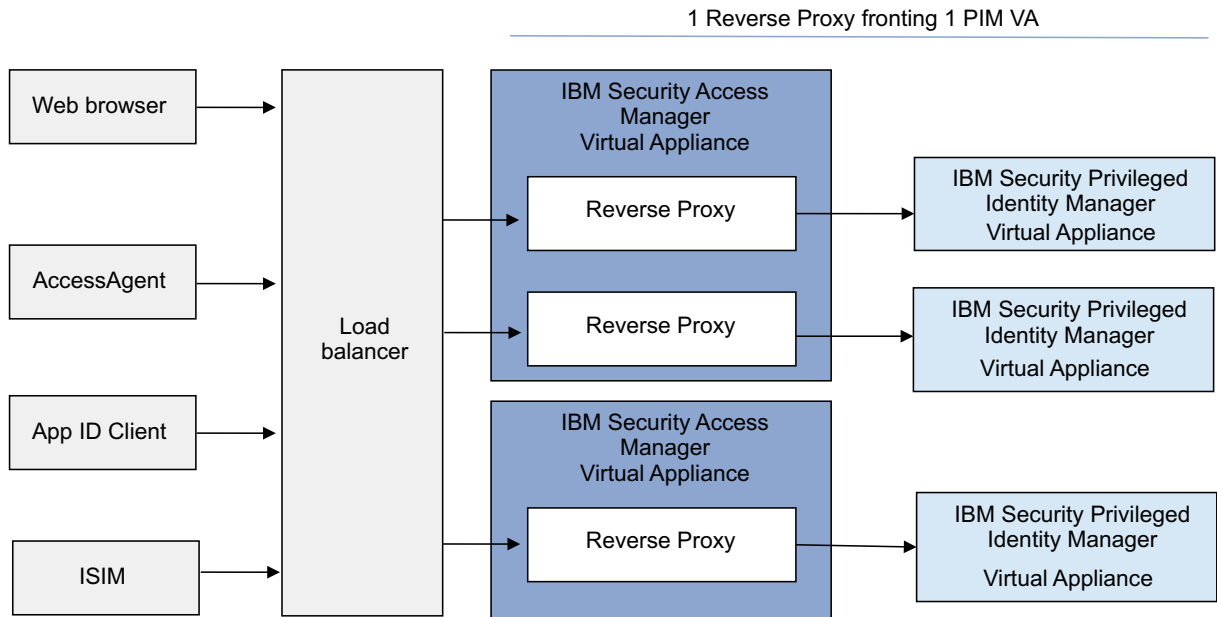 1 Reverse Proxy fronting 1 PIM VA
Web browser
AccessAgent
App ID Client
ISIM
Load
balancer
IBM Security Access
Manager
Virtual Appliance
Reverse Proxy
Reverse Proxy
IBM Security Access
Manager
Virtual Appliance
Reverse Proxy
IBM Security Privileged
Identity Manager
Virtual Appliance
IBM Security Privileged
Identity Manager
Virtual Appliance
IBM Security Privileged
Identity Manager
Virtual Appliance